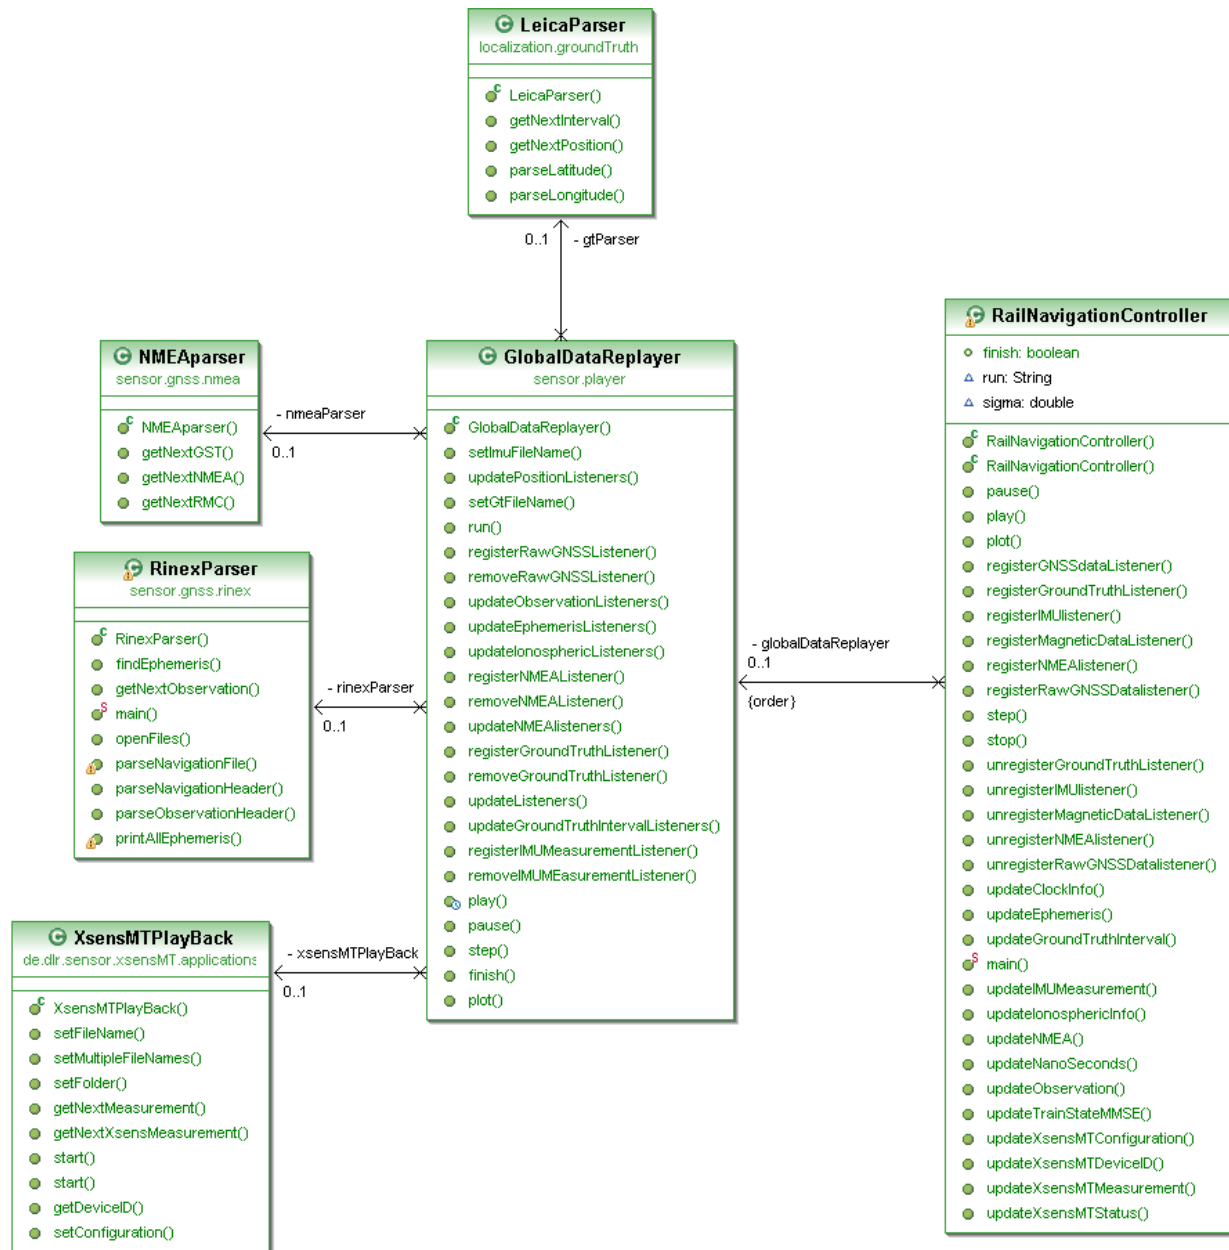 LeicaParser
localization.groundTruth
LeicaParser()
getNextInterval()
getNextPosition()
parseLatitude()
parseLongitude()
0..1 - gtParser
NMEAparser
sensor.gnss.nmea
NMEAparser()
getNextGST()
getNextNMEA()
getNextRMC()
- nmeaParser
0..1
RinexParser
sensor.gnss.rinex
RinexParser()
findEphemeris()
getNextObservation()
main()
openFiles()
parseNavigationFile()
parseNavigationHeader()
parseObservationHeader()
printAllEphemeris()
- rinexParser
0..1
XsensMTPlayBack
de.dlr.sensor.xsensMT.applications
XsensMTPlayBack()
setFileName()
setMultipleFileNames()
setFolder()
getNextMeasurement()
getNextXsensMeasurement()
start()
start()
getDeviceID()
setConfiguration()
- xsensMTPlayBack
0..1
GlobalDataReplayer
sensor.player
GlobalDataReplayer()
setImuFileName()
updatePositionListeners()
setGtFileName()
run()
registerRawGNSSListener()
removeRawGNSSListener()
updateObservationListeners()
updateEphemerisListeners()
updateIonosphericListeners()
registerNMEAListener()
removeNMEAListener()
updateNMEAlisteners()
registerGroundTruthListener()
removeGroundTruthListener()
updateListeners()
updateGroundTruthIntervalListeners()
registerIMUMeasurementListener()
removeIMUMEasurementListener()
play()
pause()
step()
finish()
plot()
- globalDataReplayer
0..1
{order}
RailNavigationController
finish: boolean
run: String
sigma: double
RailNavigationController()
RailNavigationController()
pause()
play()
plot()
registerGNSSdataListener()
registerGroundTruthListener()
registerIMUlistener()
registerMagneticDataListener()
registerNMEAlistener()
registerRawGNSSDatalistener()
step()
stop()
unregisterGroundTruthListener()
unregisterIMUlistener()
unregisterMagneticDataListener()
unregisterNMEAlistener()
unregisterRawGNSSDatalistener()
updateClockInfo()
updateEphemeris()
updateGroundTruthInterval()
main()
updateIMUMeasurement()
updateIonosphericInfo()
updateNMEA()
updateNanoSeconds()
updateObservation()
updateTrainStateMMSE()
updateXsensMTConfiguration()
updateXsensMTDeviceID()
updateXsensMTMeasurement()
updateXsensMTStatus()